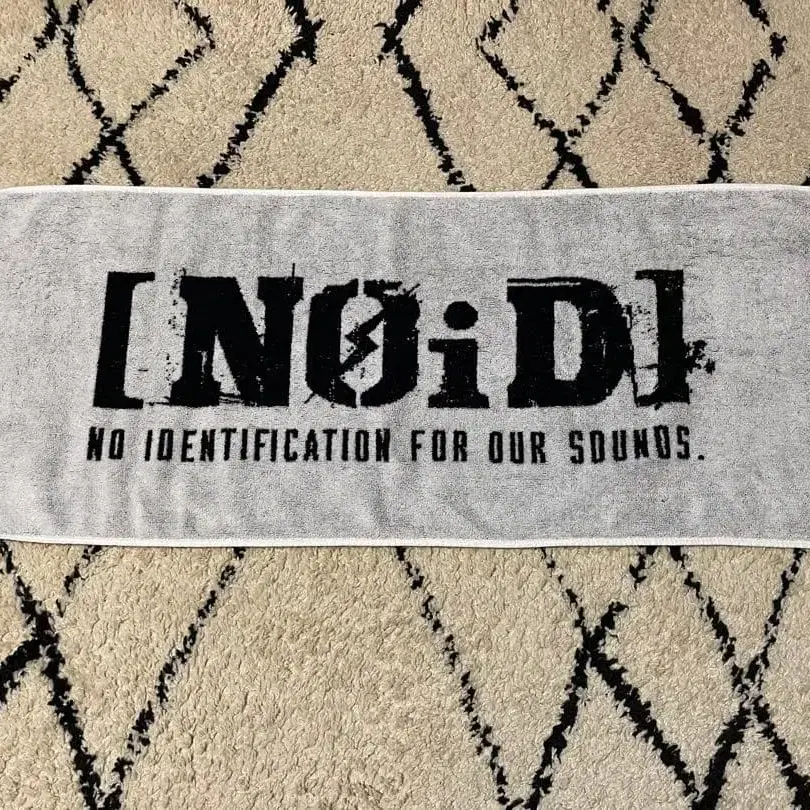 [NØiD]
NO IDENTIFICATION FOR OUR SOUNDS.